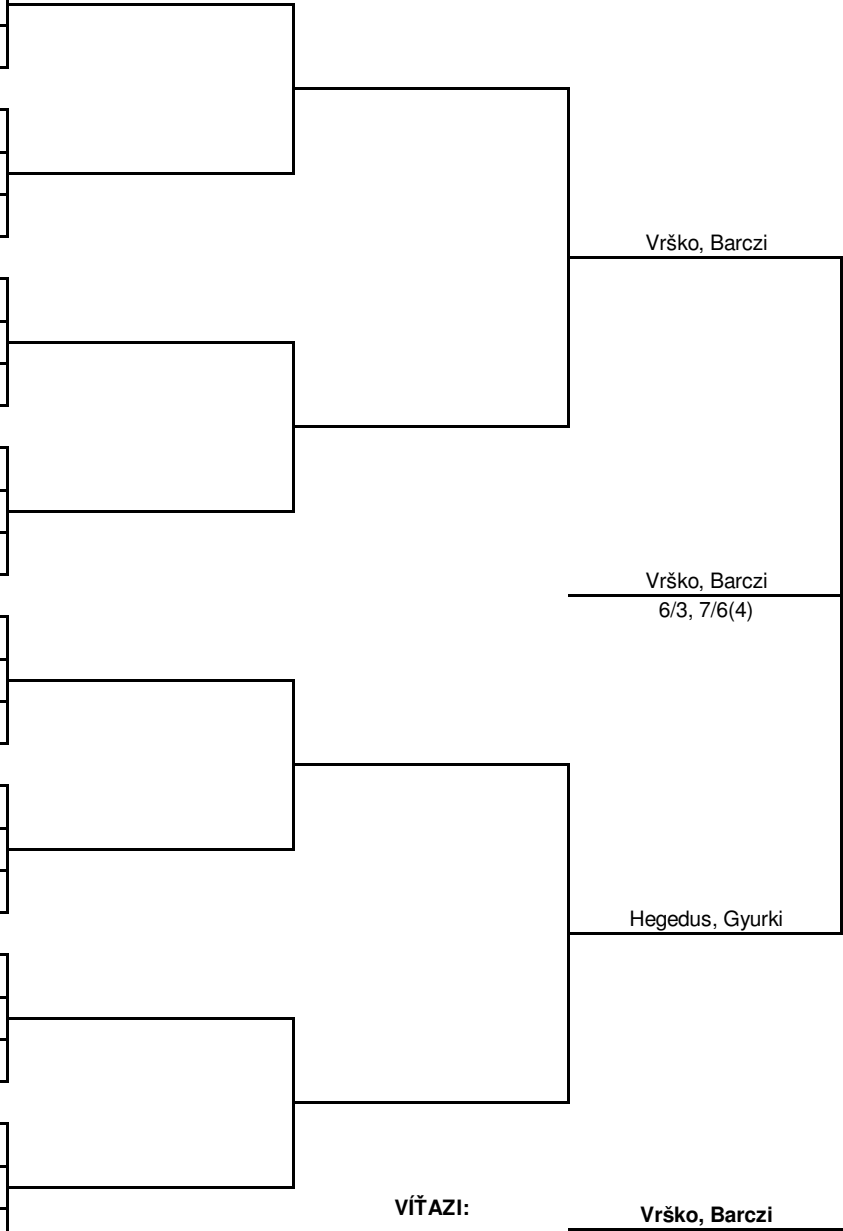 Vrško, Barczi
Vrško, Barczi
6/3, 7/6(4)
Hegedus, Gyurki
VÍŤAZI:
Vrško, Barczi